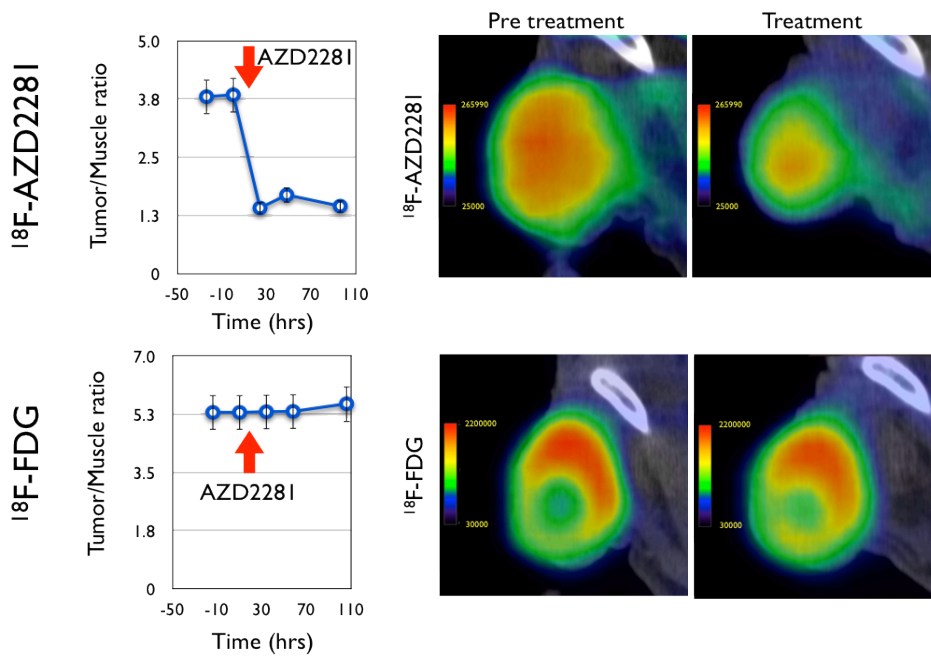 Pre treatment
Treatment
18F-AZD2281
Tumor/Muscle ratio
5.0
3.8
2.5
1.3
0
AZD2281
-50
-10
30
70
110
Time (hrs)
18F-AZD2281
265990
25000
265990
25000
18F-FDG
Tumor/Muscle ratio
7.0
5.3
3.5
1.8
0
AZD2281
-50
-10
30
70
110
Time (hrs)
18F-FDG
2200000
30000
2200000
30000